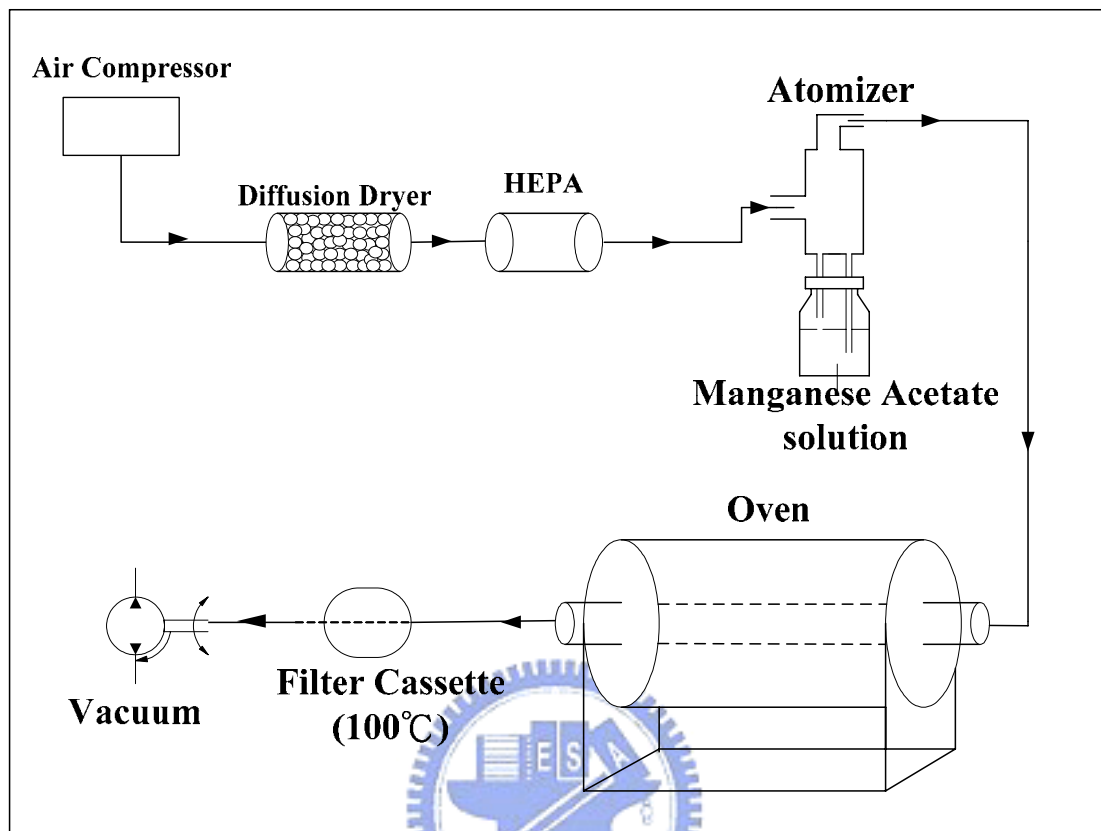 Air Compressor
Atomizer
HEPA
Diffusion Dryer
Manganese Acetate
solution
Oven
Filter Cassette
(100℃)
Vacuum
E S A